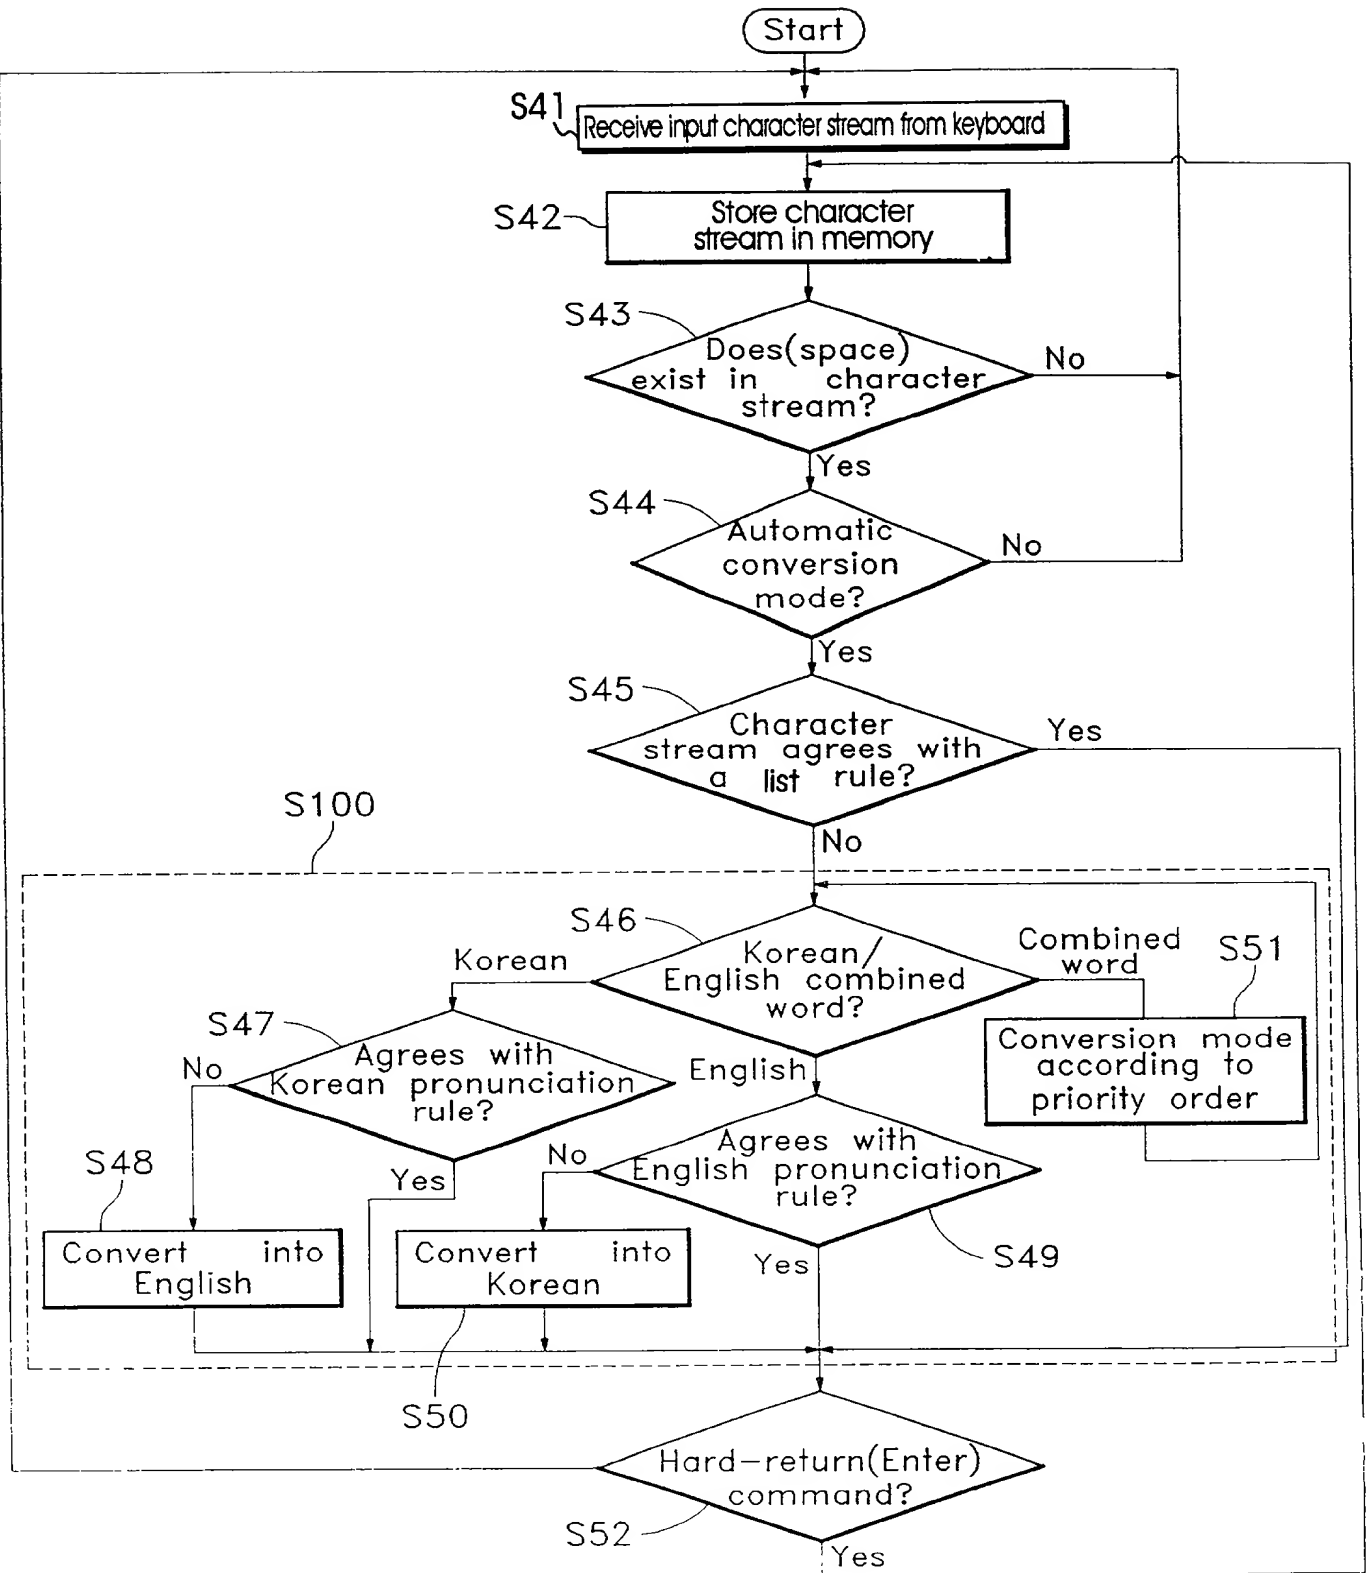 Start
S41
Receive input character stream from keyboard
S42
Store character
stream in memory
S43
Does(space)
exist in character
stream?
No
Yes
S44
Automatic
conversion
mode?
No
Yes
S45
Character
stream agrees with
a list rule?
Yes
No
S100
S46
Korean/
English combined
word?
Korean
Combined
word
S51
Conversion mode
according to
priority order
S47
Agrees with
Korean pronunciation
rule?
No
English
Agrees with
English pronunciation
rule?
No
S48
Yes
Convert into
English
Convert into
Korean
Yes
S49
S50
Hard-return(Enter)
command?
S52
Yes